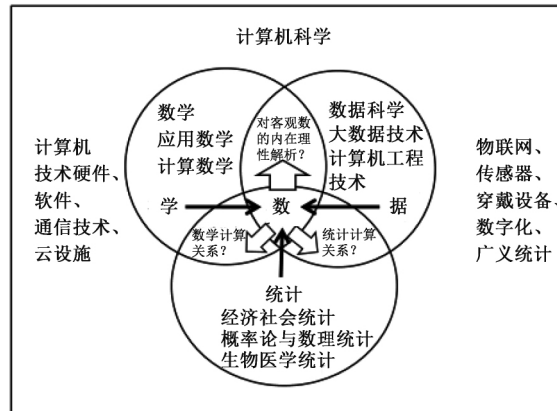 计算机科学
数学
应用数学
计算数学
对客观数
的内在理
性解析？
数据科学
大数据技术
计算机工程
技术
计算机
技术硬件、
软件、
通信技术、
云设施
物联网、
传感器、
穿戴设备、
数字化、
广义统计
学
数
据
数学计算
关系？
统计计算
关系？
统计
经济社会统计
概率论与数理统计
生物医学统计